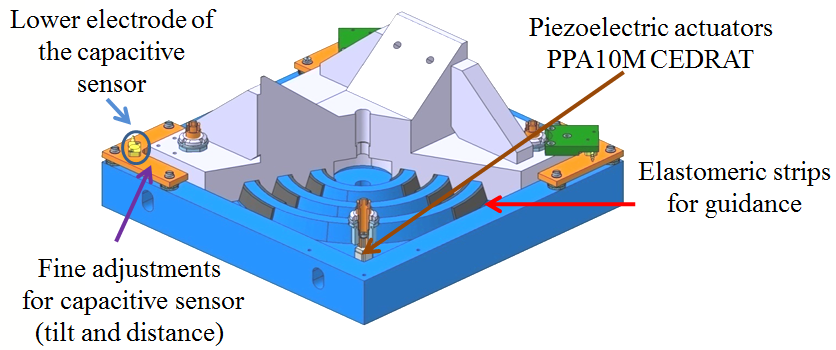 Lower electrode of
the capacitive
sensor
Piezoelectric actuators
PPA10M CEDRAT
Elastomeric strips
for guidance
Fine adjustments
for capacitive sensor
(tilt and distance)